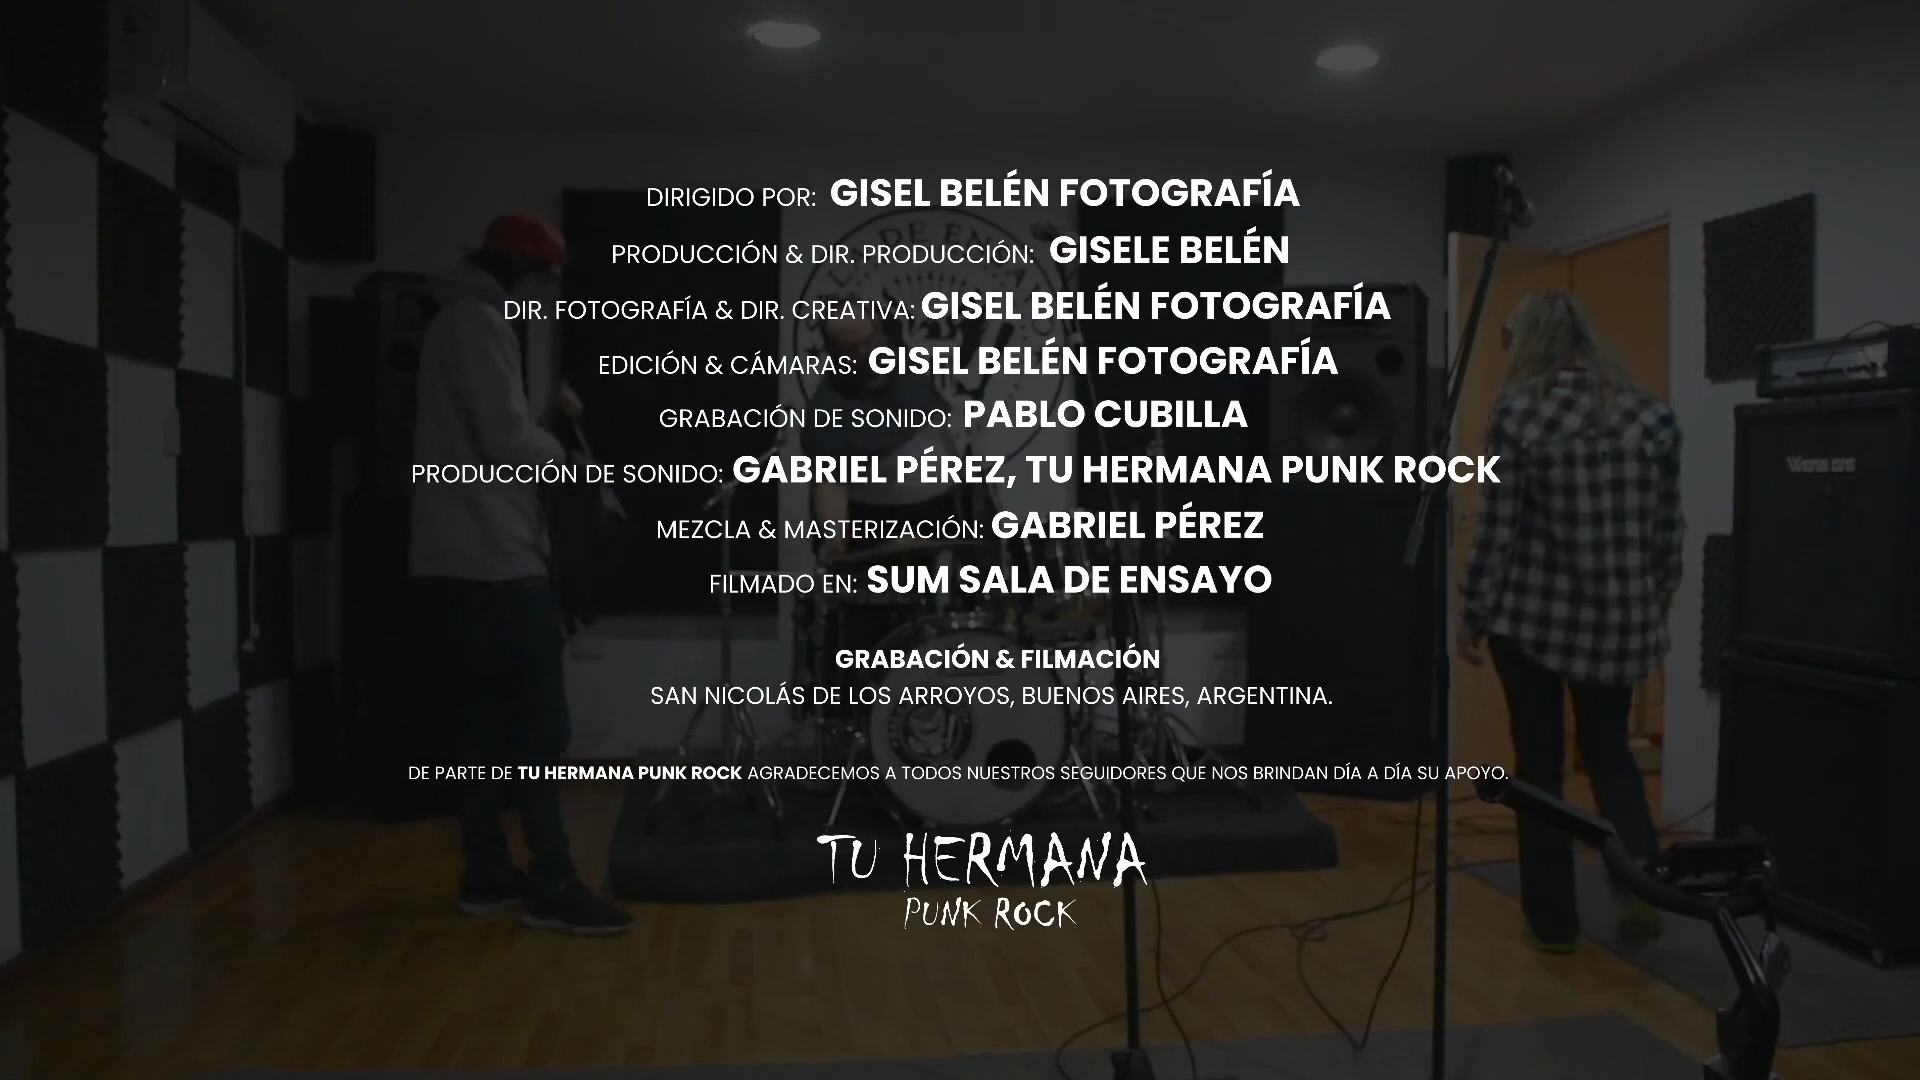 DIRIGIDO POR: GISEL BELÉN FOTOGRAFÍA
PRODUCCIÓN & DIR. PRODUCCIÓN: GISELE BELÉN
DIR. FOTOGRAFÍA & DIR. CREATIVA: GISEL BELÉN FOTOGRAFÍA
EDICIÓN & CÁMARAS: GISEL BELÉN FOTOGRAFÍA
GRABACIÓN DE SONIDO: PABLO CUBILLA
PRODUCCIÓN DE SONIDO: GABRIEL PÉREZ, TU HERMANA PUNK ROCK
MEZCLA & MASTERIZACIÓN: GABRIEL PÉREZ
FILMADO EN: SUM SALA DE ENSAYO
GRABACIÓN & FILMACIÓN
SAN NICOLÁS DE LOS ARROYOS, BUENOS AIRES, ARGENTINA.
DE PARTE DE TU HERMANA PUNK ROCK AGRADECEMOS A TODOS NUESTROS SEGUIDORES QUE NOS BRINDAN DÍA A DÍA SU APOYO.
TU HERMANA
PUNK ROCK